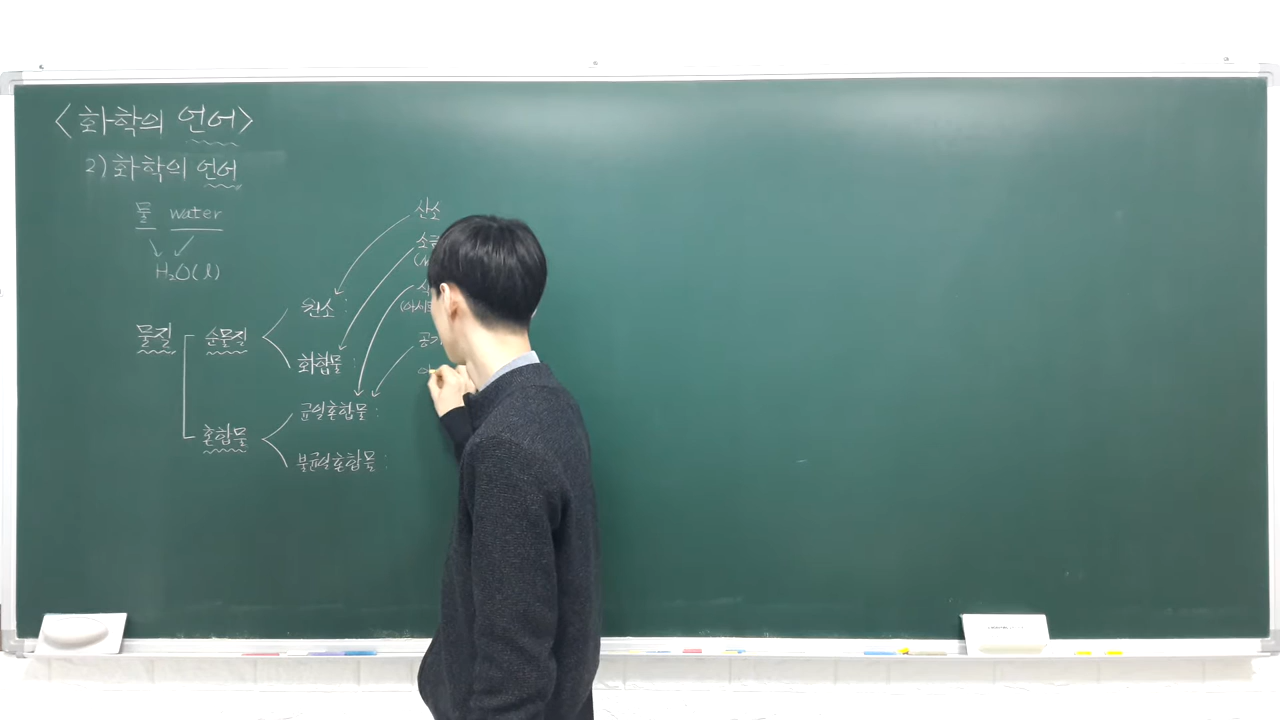 <화학의 언어>
2) 화학의 언어
물 water
H₂O(l)
산소
원소 :
물질 순물질
화합물 :
균일혼합물 :
혼합물
불균일혼합물 :